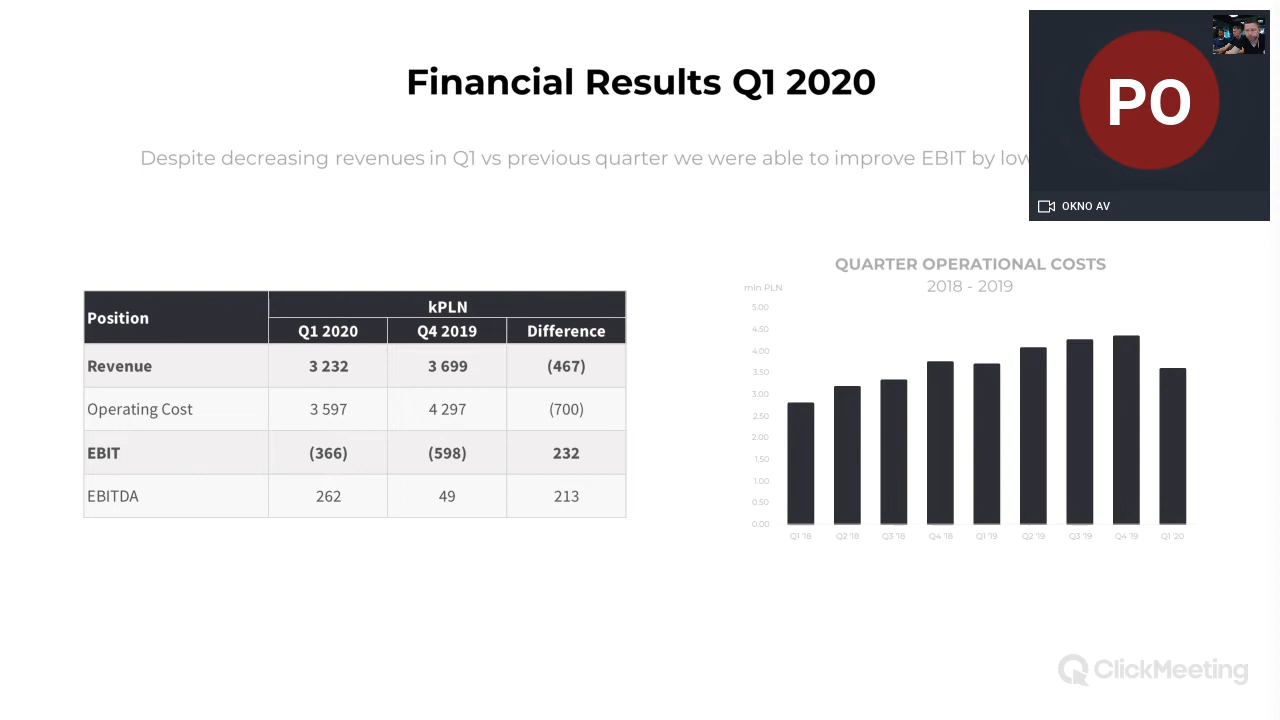 PO
OKNO AV
Financial Results Q1 2020
Despite decreasing revenues in Q1 vs previous quarter we were able to improve EBIT by
Position
kPLN
Q1 2020 Q4 2019 Difference
Revenue 3 232 3 699 (467)
Operating Cost 3 597 4 297 (700)
EBIT (366) (598) 232
EBITDA 262 49 213
QUARTER OPERATIONAL COSTS
2018 - 2019
mln PLN
5.00
4.50
4.00
3.50
3.00
2.50
2.00
1.50
1.00
0.50
0.00
Q1 '18 Q2 '18 Q3 '18 Q4 '18 Q1 '19 Q2 '19 Q3 '19 Q4 '19 Q1 '20
ClickMeeting